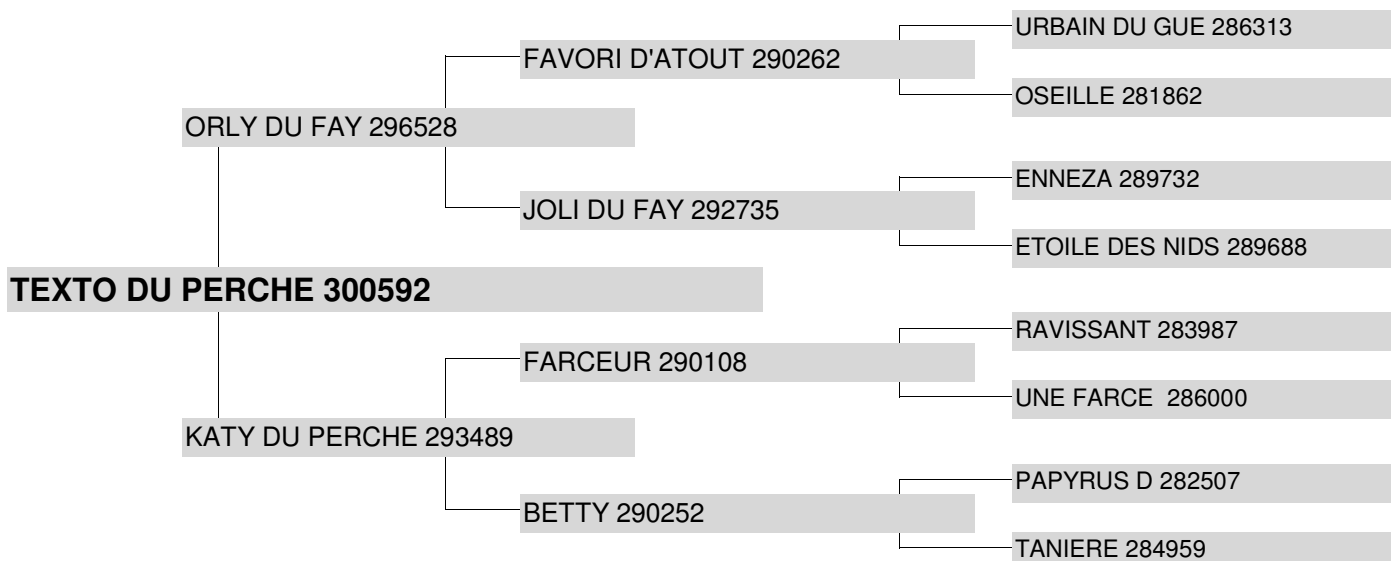 URBAIN DU GUE 286313
FAVORI D'ATOUT 290262
OSEILLE 281862
ORLY DU FAY 296528
ENNEZA 289732
JOLI DU FAY 292735
ETOILE DES NIDS 289688
TEXTO DU PERCHE 300592
RAVISSANT 283987
FARCEUR 290108
UNE FARCE 286000
KATY DU PERCHE 293489
PAPYRUS D 282507
BETTY 290252
TANIERE 284959